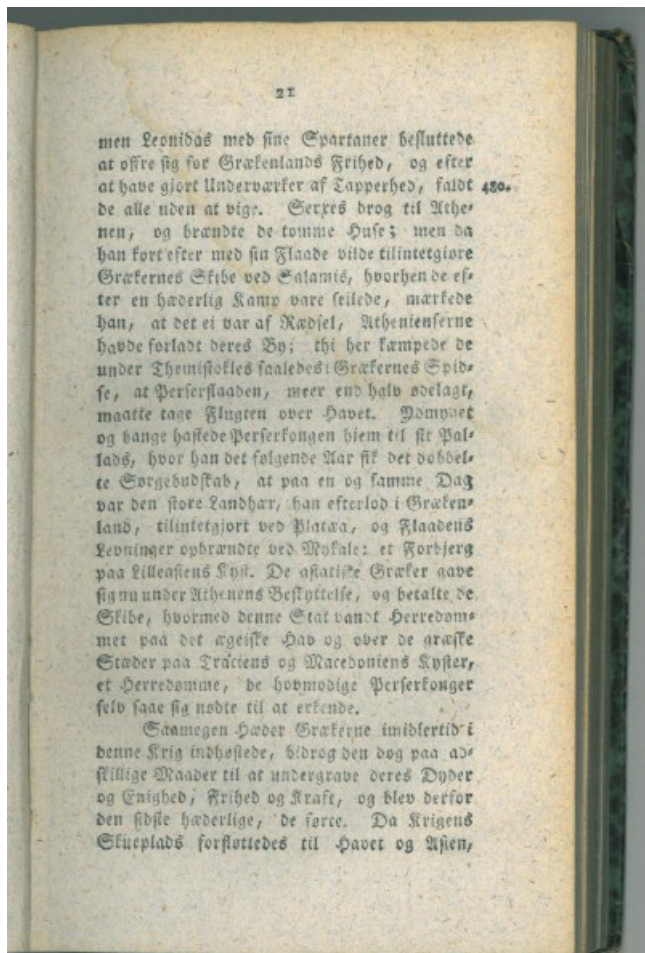 21
men Leonidas med sine Spartaner besluttede
at offre sig for Grækenlands Frihed, og efter
at have gjort Underværker af Tapperhed, faldt 480.
de alle uden at vige. Serxes drog til Athe-
nen, og brændte de tomme Huse; men da
han kort efter med sin Flaade vilde tilintetgiøre
Grækernes Skibe ved Salamis, hvorhen de ef-
ter en hæderlig Kamp vare seilede, mærkede
han, at det ei var af Rædsel, Athenienserne
havde forladt deres By; thi her kæmpede de
under Themistokles saaledes i Grækernes Spid-
se, at Perserflaaden, meer end halv ødelagt,
maatte tage Flugten over Havet. Ydmyget
og bange hastede Perserkongen hjem til sit Pal-
lads, hvor han det følgende Aar fik det dobbel-
te Sørgebudskab, at paa en og samme Dag
var den store Landhær, han efterlod i Græken-
land, tilintetgjort ved Platæa, og Flaadens
Levninger opbrændte ved Mykale: et Forbjerg
paa Lilleasiens Kyst. De asiatiske Græker gave
sig nu under Athenens Beskyttelse, og betalte de
Skibe, hvormed denne Stat vandt Herredøm-
met paa det ægeiske Hav og over de græske
Stæder paa Traciens og Macedoniens Kyster,
et Herredømme, de hovmodige Perserkonger
selv saae sig nødte til at erkende.
Saamegen Hæder Grækerne imidlertid i
denne Krig indhøstede, bidrog den dog paa ad-
skillige Maader til at undergrave deres Dyder
og Enighed, Frihed og Kraft, og blev derfor
den sidste hæderlige, de førte. Da Krigens
Skueplads forfløttedes til Havet og Asien,